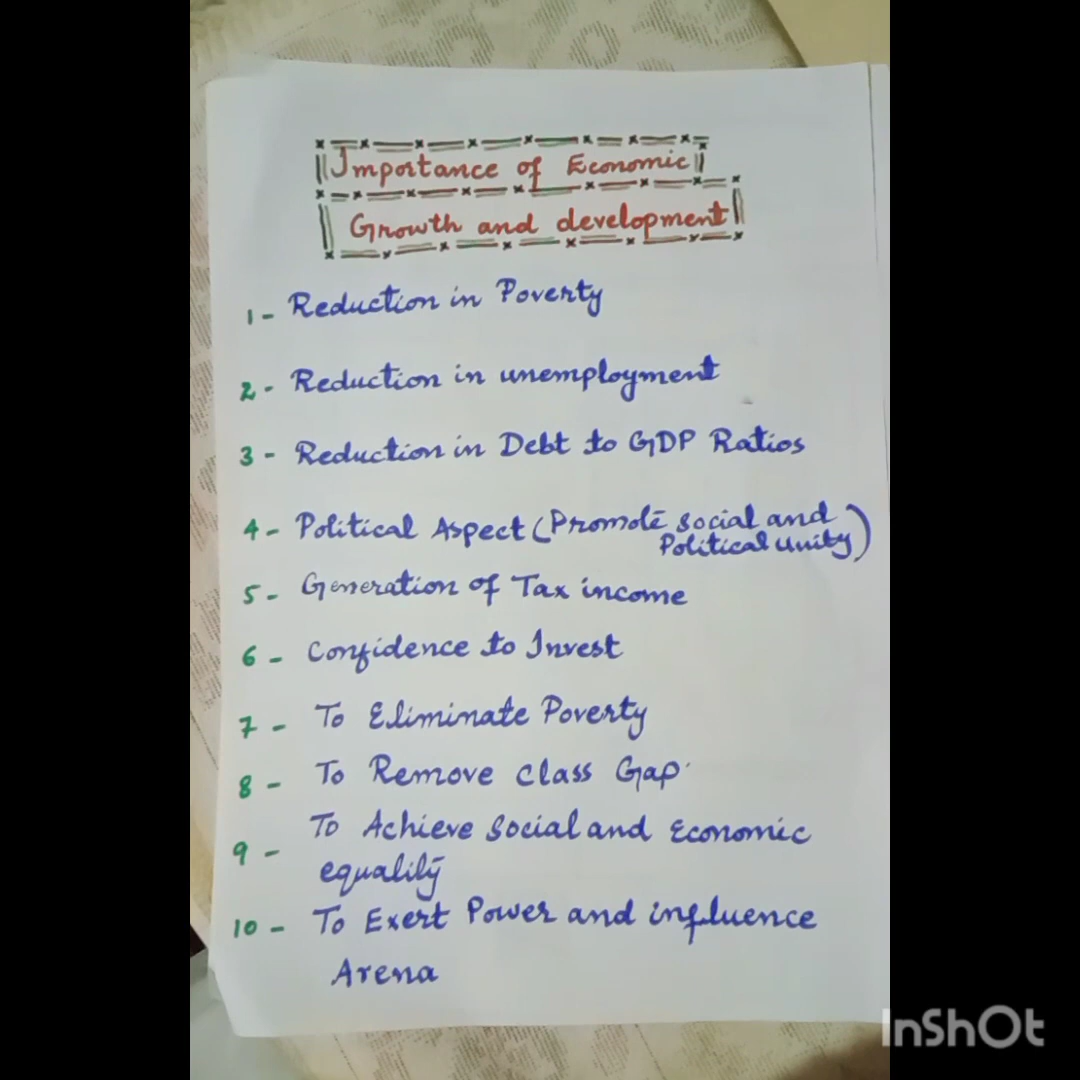 Importance of Economic
Growth and development
1 - Reduction in Poverty
2 - Reduction in unemployment
3 - Reduction in Debt to GDP Ratios
4 - Political Aspect (Promote social and
Political unity)
5 - Generation of Tax income
6 - Confidence to Invest
7 - To Eliminate Poverty
8 - To Remove class Gap
9 - To Achieve social and Economic
equality
10 - To Exert Power and influence
Arena
InShOt